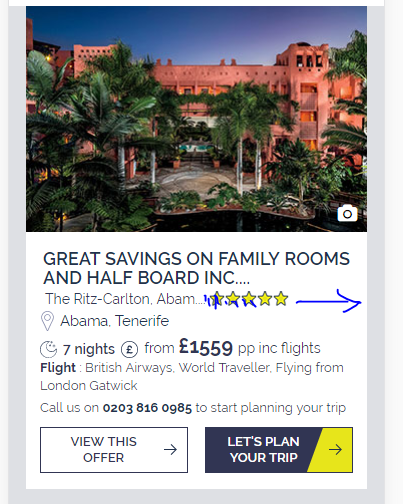 GREAT SAVINGS ON FAMILY ROOMS
AND HALF BOARD INC....
The Ritz-Carlton, Abam...
Abama, Tenerife
7 nights £ from £1559 pp inc flights
Flight : British Airways, World Traveller, Flying from
London Gatwick
Call us on 0203 816 0985 to start planning your trip
VIEW THIS
OFFER
LET'S PLAN
YOUR TRIP